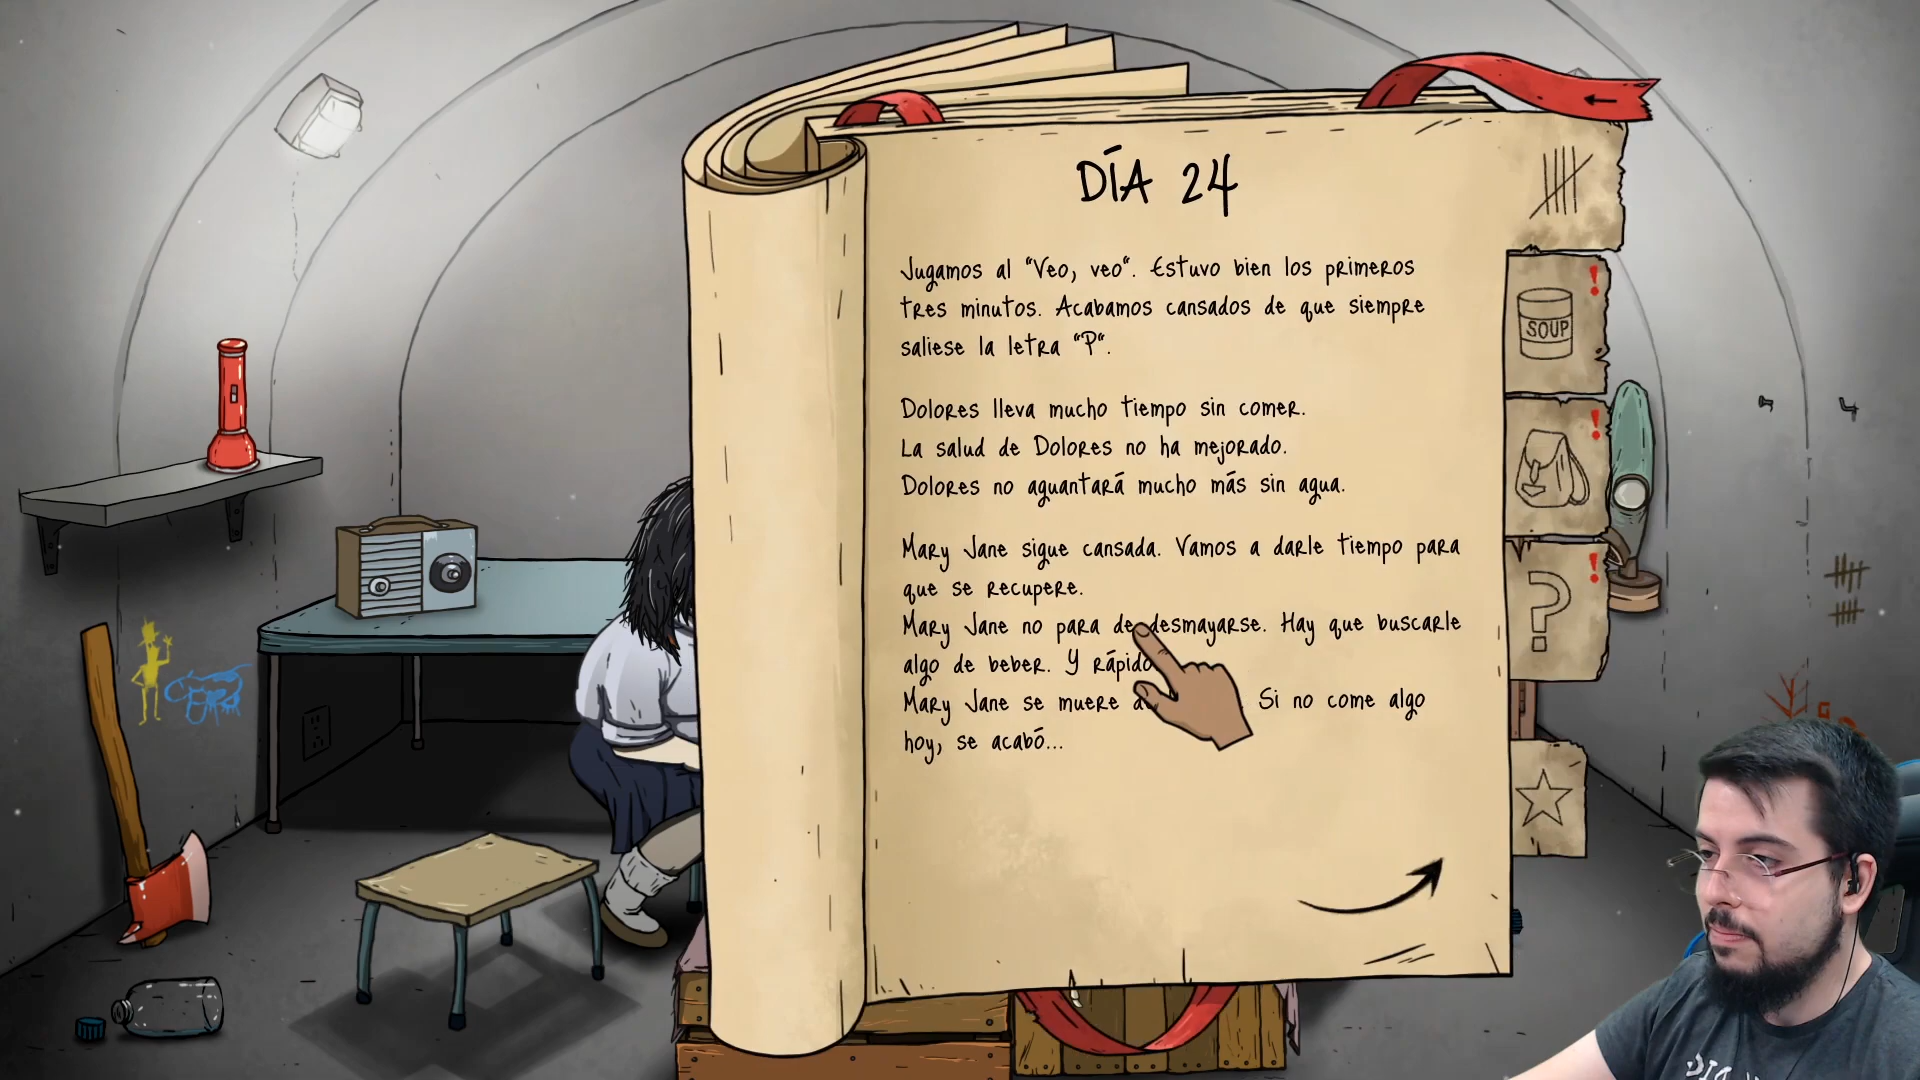 DÍA 24
Jugamos al "Veo, veo". Estuvo bien los primeros
tres minutos. Acabamos cansados de que siempre
saliese la letra "P".
Dolores lleva mucho tiempo sin comer.
La salud de Dolores no ha mejorado.
Dolores no aguantará mucho más sin agua.
Mary Jane sigue cansada. Vamos a darle tiempo para
que se recupere.
Mary Jane no para de desmayarse. Hay que buscarle
algo de beber. Y rápido
Mary Jane se muere Si no come algo
hoy, se acabó...
SOUP
!
!
?
!